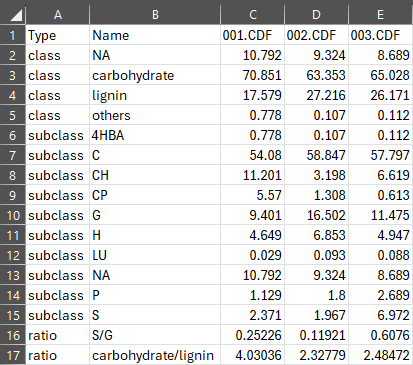 A B C D E
1 Type Name 001.CDF 002.CDF 003.CDF
2 class NA 10.792 9.324 8.689
3 class carbohydrate 70.851 63.353 65.028
4 class lignin 17.579 27.216 26.171
5 class others 0.778 0.107 0.112
6 subclass 4HBA 0.778 0.107 0.112
7 subclass C 54.08 58.847 57.797
8 subclass CH 11.201 3.198 6.619
9 subclass CP 5.57 1.308 0.613
10 subclass G 9.401 16.502 11.475
11 subclass H 4.649 6.853 4.947
12 subclass LU 0.029 0.093 0.088
13 subclass NA 10.792 9.324 8.689
14 subclass P 1.129 1.8 2.689
15 subclass S 2.371 1.967 6.972
16 ratio S/G 0.25226 0.11921 0.6076
17 ratio carbohydrate/lignin 4.03036 2.32779 2.48472